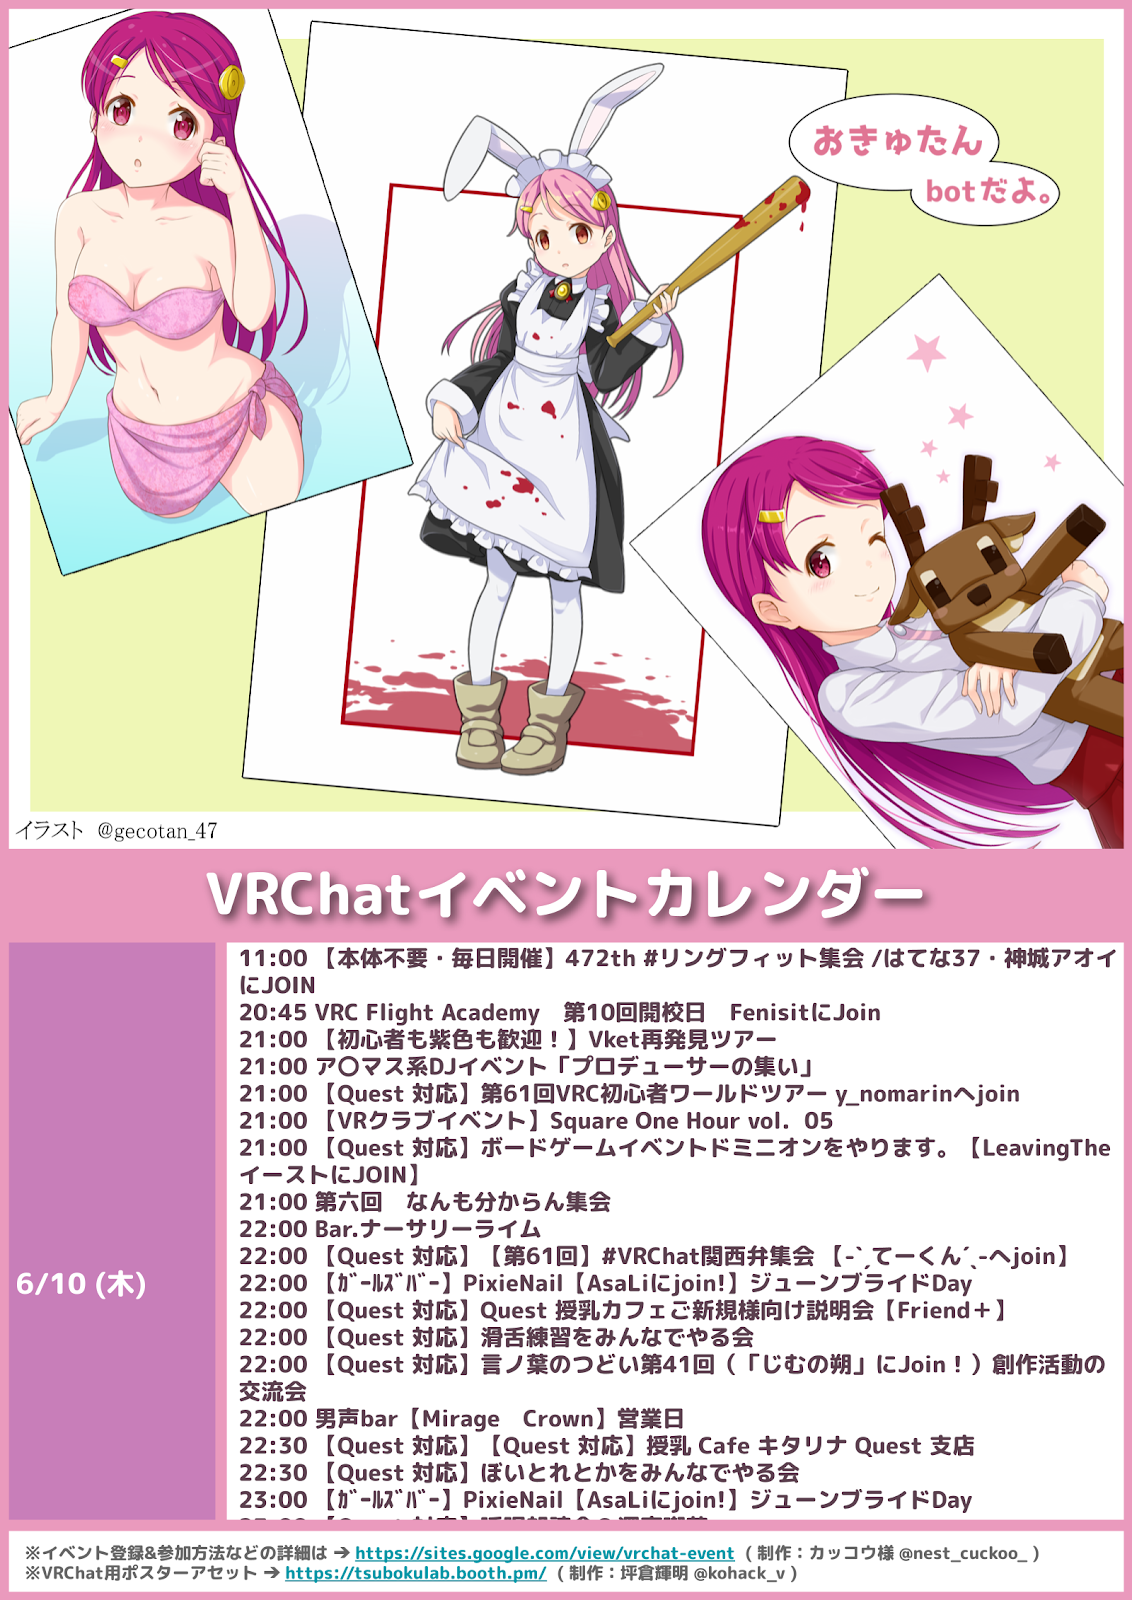 おきゅたん
botだよ。
イラスト @gecotan_47
VRChatイベントカレンダー
6/10 (木)
11:00 【本体不要・毎日開催】472th #リングフィット集会 /はてな37・神城アオイ
にJOIN
20:45 VRC Flight Academy　第10回開校日　FenisitにJoin
21:00 【初心者も紫色も歓迎！】Vket再発見ツアー
21:00 ア〇マス系DJイベント「プロデューサーの集い」
21:00 【Quest 対応】第61回VRC初心者ワールドツアー y_nomarinへjoin
21:00 【VRクラブイベント】Square One Hour vol．05
21:00 【Quest 対応】ボードゲームイベントドミニオンをやります。【LeavingThe
イーストにJOIN】
21:00 第六回　なんも分からん集会
22:00 Bar.ナーサリーライム
22:00 【Quest 対応】【第61回】#VRChat関西弁集会 【-`ˏてーくん´ˎ-へjoin】
22:00 【ｶﾞｰﾙｽﾞﾊﾞｰ】PixieNail【AsaLiにjoin!】ジューンブライドDay
22:00 【Quest 対応】Quest 授乳カフェご新規様向け説明会【Friend＋】
22:00 【Quest 対応】滑舌練習をみんなでやる会
22:00 【Quest 対応】言ノ葉のつどい第41回（「じむの朔」にJoin！）創作活動の
交流会
22:00 男声bar【Mirage　Crown】営業日
22:30 【Quest 対応】【Quest 対応】授乳 Cafe キタリナ Quest 支店
22:30 【Quest 対応】ぼいとれとかをみんなでやる会
23:00 【ｶﾞｰﾙｽﾞﾊﾞｰ】PixieNail【AsaLiにjoin!】ジューンブライドDay
※イベント登録&参加方法などの詳細は ➔ https://sites.google.com/view/vrchat-event （ 制作：カッコウ様 @nest_cuckoo_ ）
※VRChat用ポスターアセット ➔ https://tsubokulab.booth.pm/ （ 制作：坪倉輝明 @kohack_v ）